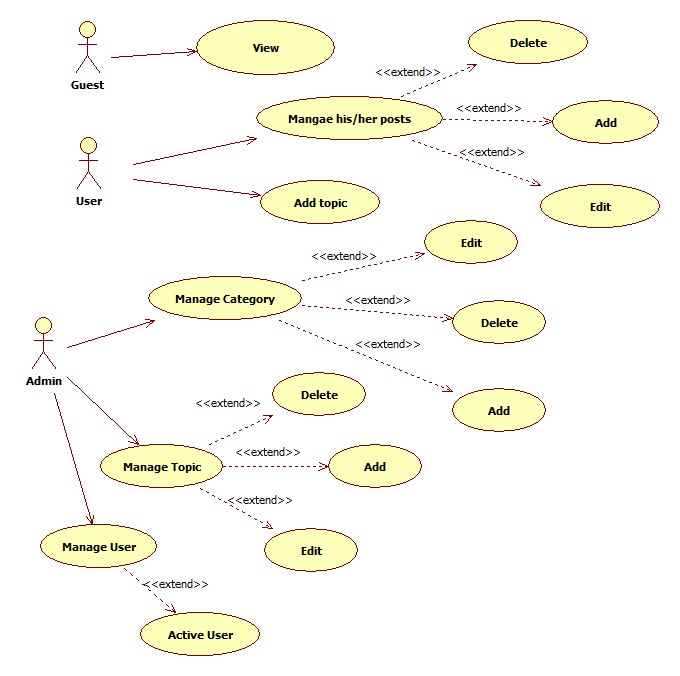 Guest
View
<<extend>>
Delete
Mangae his/her posts
<<extend>>
Add
<<extend>>
Edit
User
Add topic
<<extend>>
Edit
Manage Category
<<extend>>
Delete
<<extend>>
Add
Admin
<<extend>>
Delete
Manage Topic
<<extend>>
Add
<<extend>>
Edit
Manage User
<<extend>>
Active User